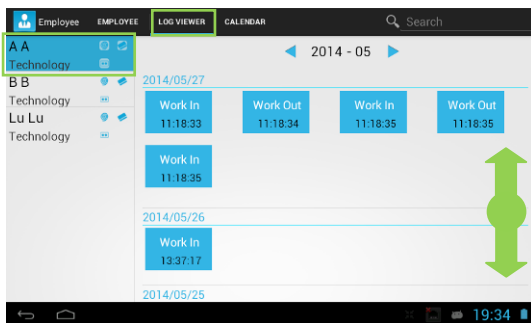 Employee EMPLOYEE LOG VIEWER CALENDAR Search
A A
Technology
B B
Technology
Lu Lu
Technology
2014 - 05
2014/05/27
Work In Work Out Work In Work Out
11:18:33 11:18:34 11:18:35 11:18:35
Work In
11:18:35
2014/05/26
Work In
13:37:17
2014/05/25
19:34